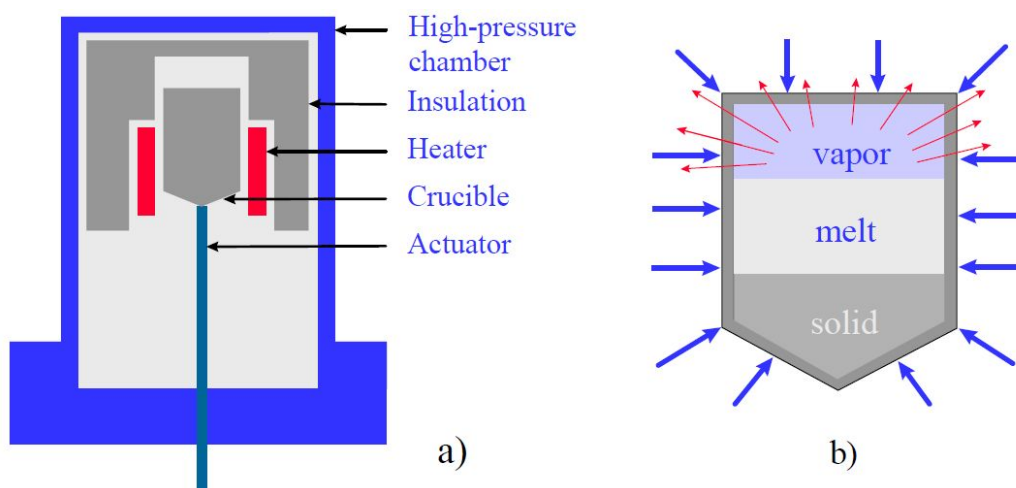 High-pressure
chamber
Insulation
Heater
Crucible
Actuator
a)
vapor
melt
solid
b)